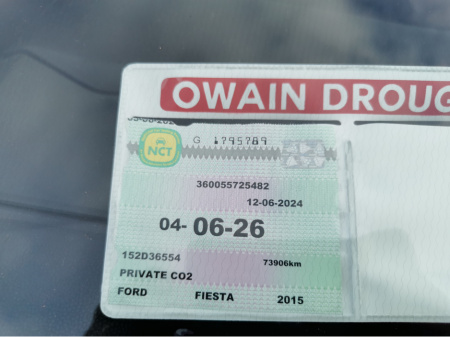 OWAIN DROUG
G 1795789
NCT
360055725482
12-06-2024
04- 06-26
152D36554
73906km
PRIVATE CO2
FORD FIESTA 2015